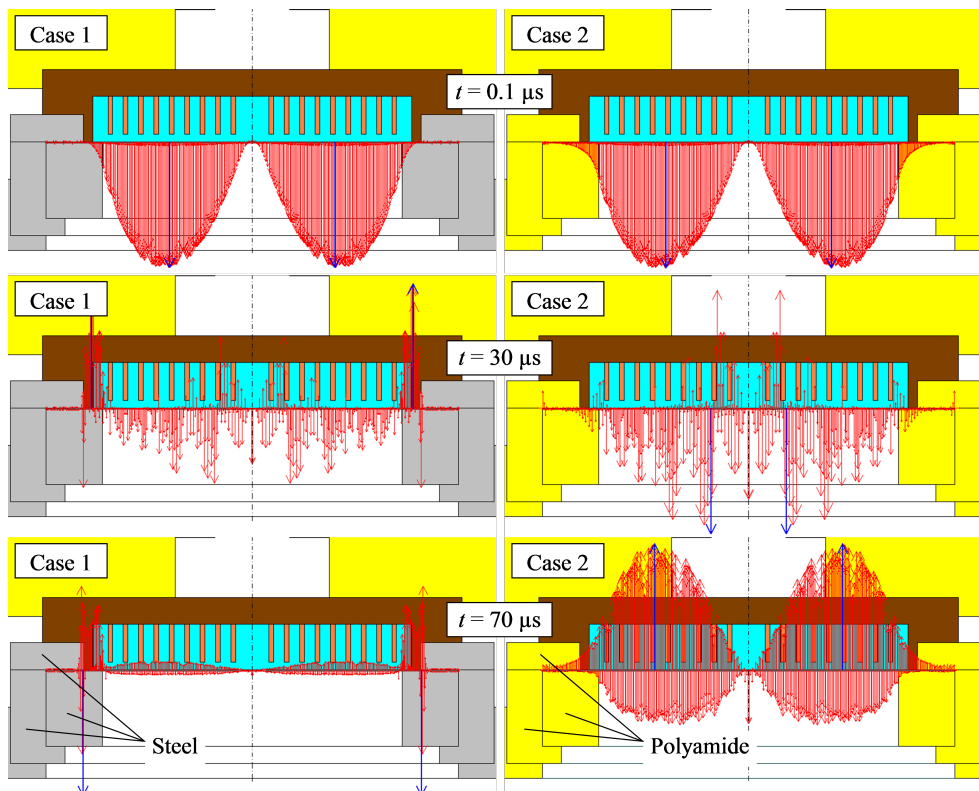 Case 1
Case 2
t = 0.1 µs
Case 1
Case 2
t = 30 µs
Case 1
Case 2
t = 70 µs
Steel
Polyamide